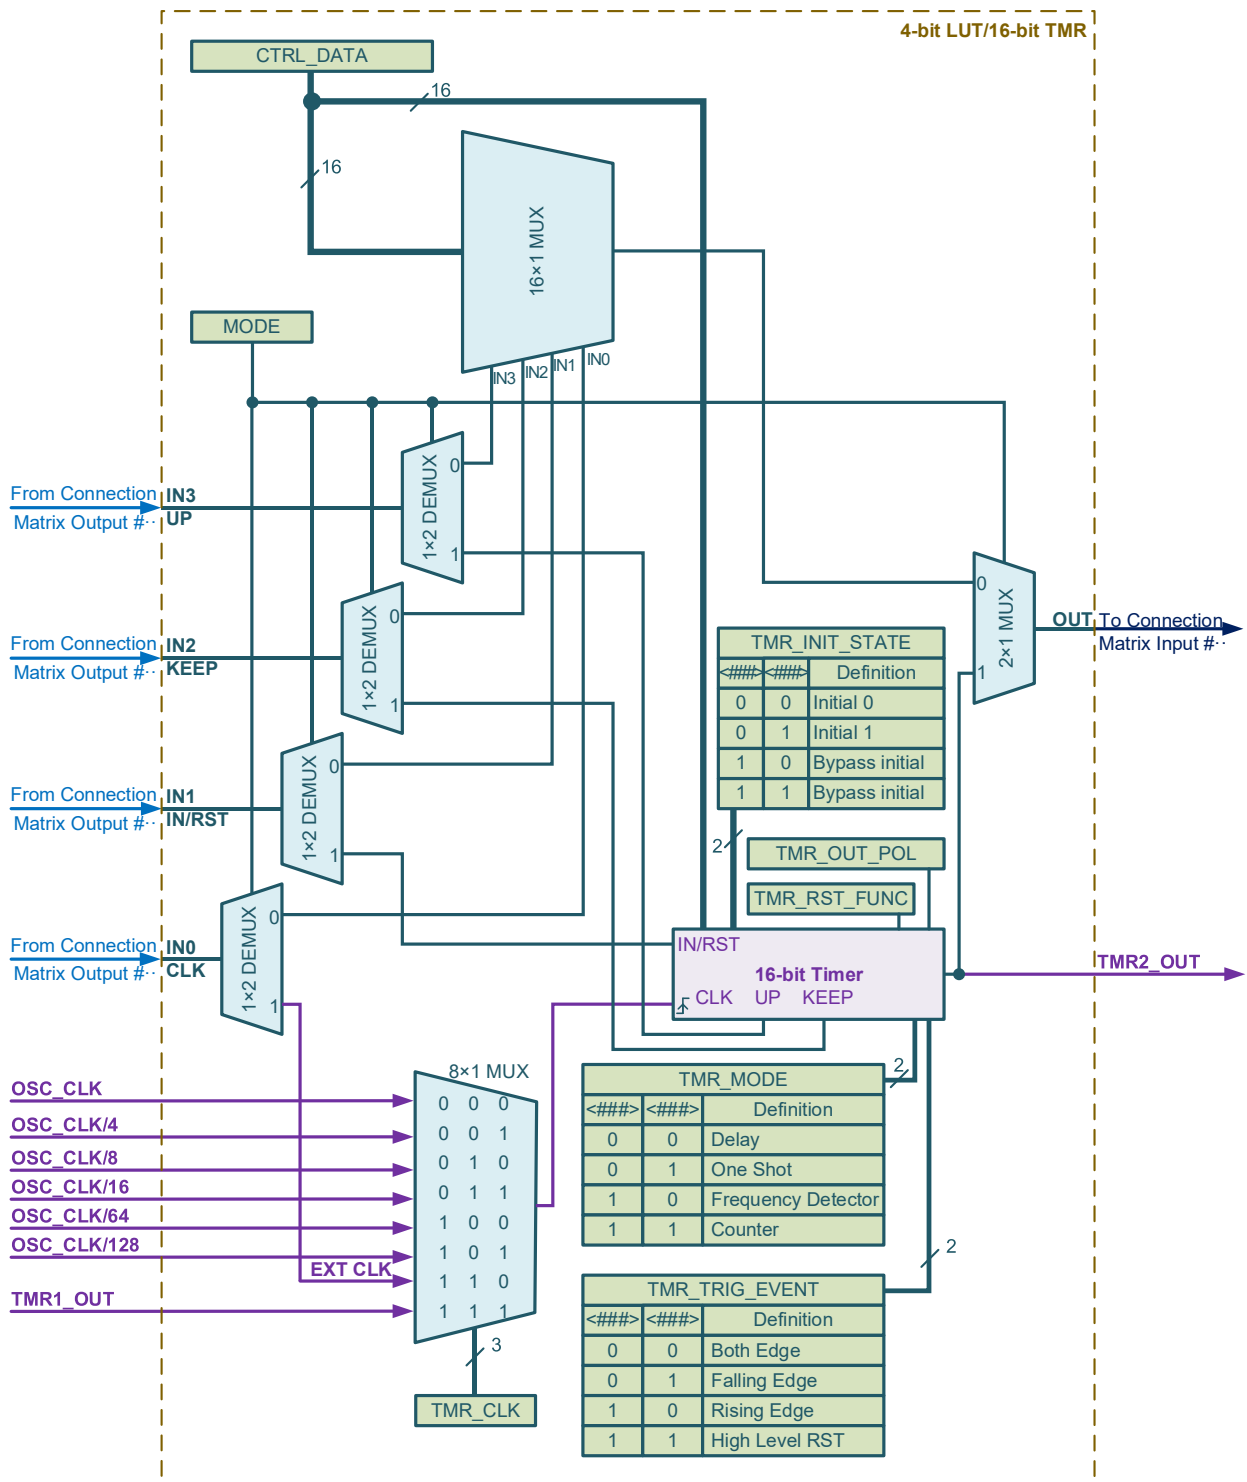 4-bit LUT/16-bit TMR
CTRL_DATA
16
16
16×1 MUX
MODE
IN3
IN2
IN1
IN0
From Connection
Matrix Output #··
IN3
UP
1×2 DEMUX
0
1
From Connection
Matrix Output #··
IN2
KEEP
1×2 DEMUX
0
1
From Connection
Matrix Output #··
IN1
IN/RST
1×2 DEMUX
0
1
From Connection
Matrix Output #··
IN0
CLK
1×2 DEMUX
0
1
2×1 MUX
0
1
OUT
To Connection
Matrix Input #··
TMR_INIT_STATE
<###> <###> Definition
0 0 Initial 0
0 1 Initial 1
1 0 Bypass initial
1 1 Bypass initial
2
TMR_OUT_POL
TMR_RST_FUNC
IN/RST
16-bit Timer
CLK UP KEEP
TMR2_OUT
8×1 MUX
OSC_CLK
0 0 0
OSC_CLK/4
0 0 1
OSC_CLK/8
0 1 0
OSC_CLK/16
0 1 1
OSC_CLK/64
1 0 0
OSC_CLK/128
1 0 1
EXT CLK
1 1 0
TMR1_OUT
1 1 1
3
TMR_CLK
TMR_MODE
2
<###> <###> Definition
0 0 Delay
0 1 One Shot
1 0 Frequency Detector
1 1 Counter
2
TMR_TRIG_EVENT
<###> <###> Definition
0 0 Both Edge
0 1 Falling Edge
1 0 Rising Edge
1 1 High Level RST